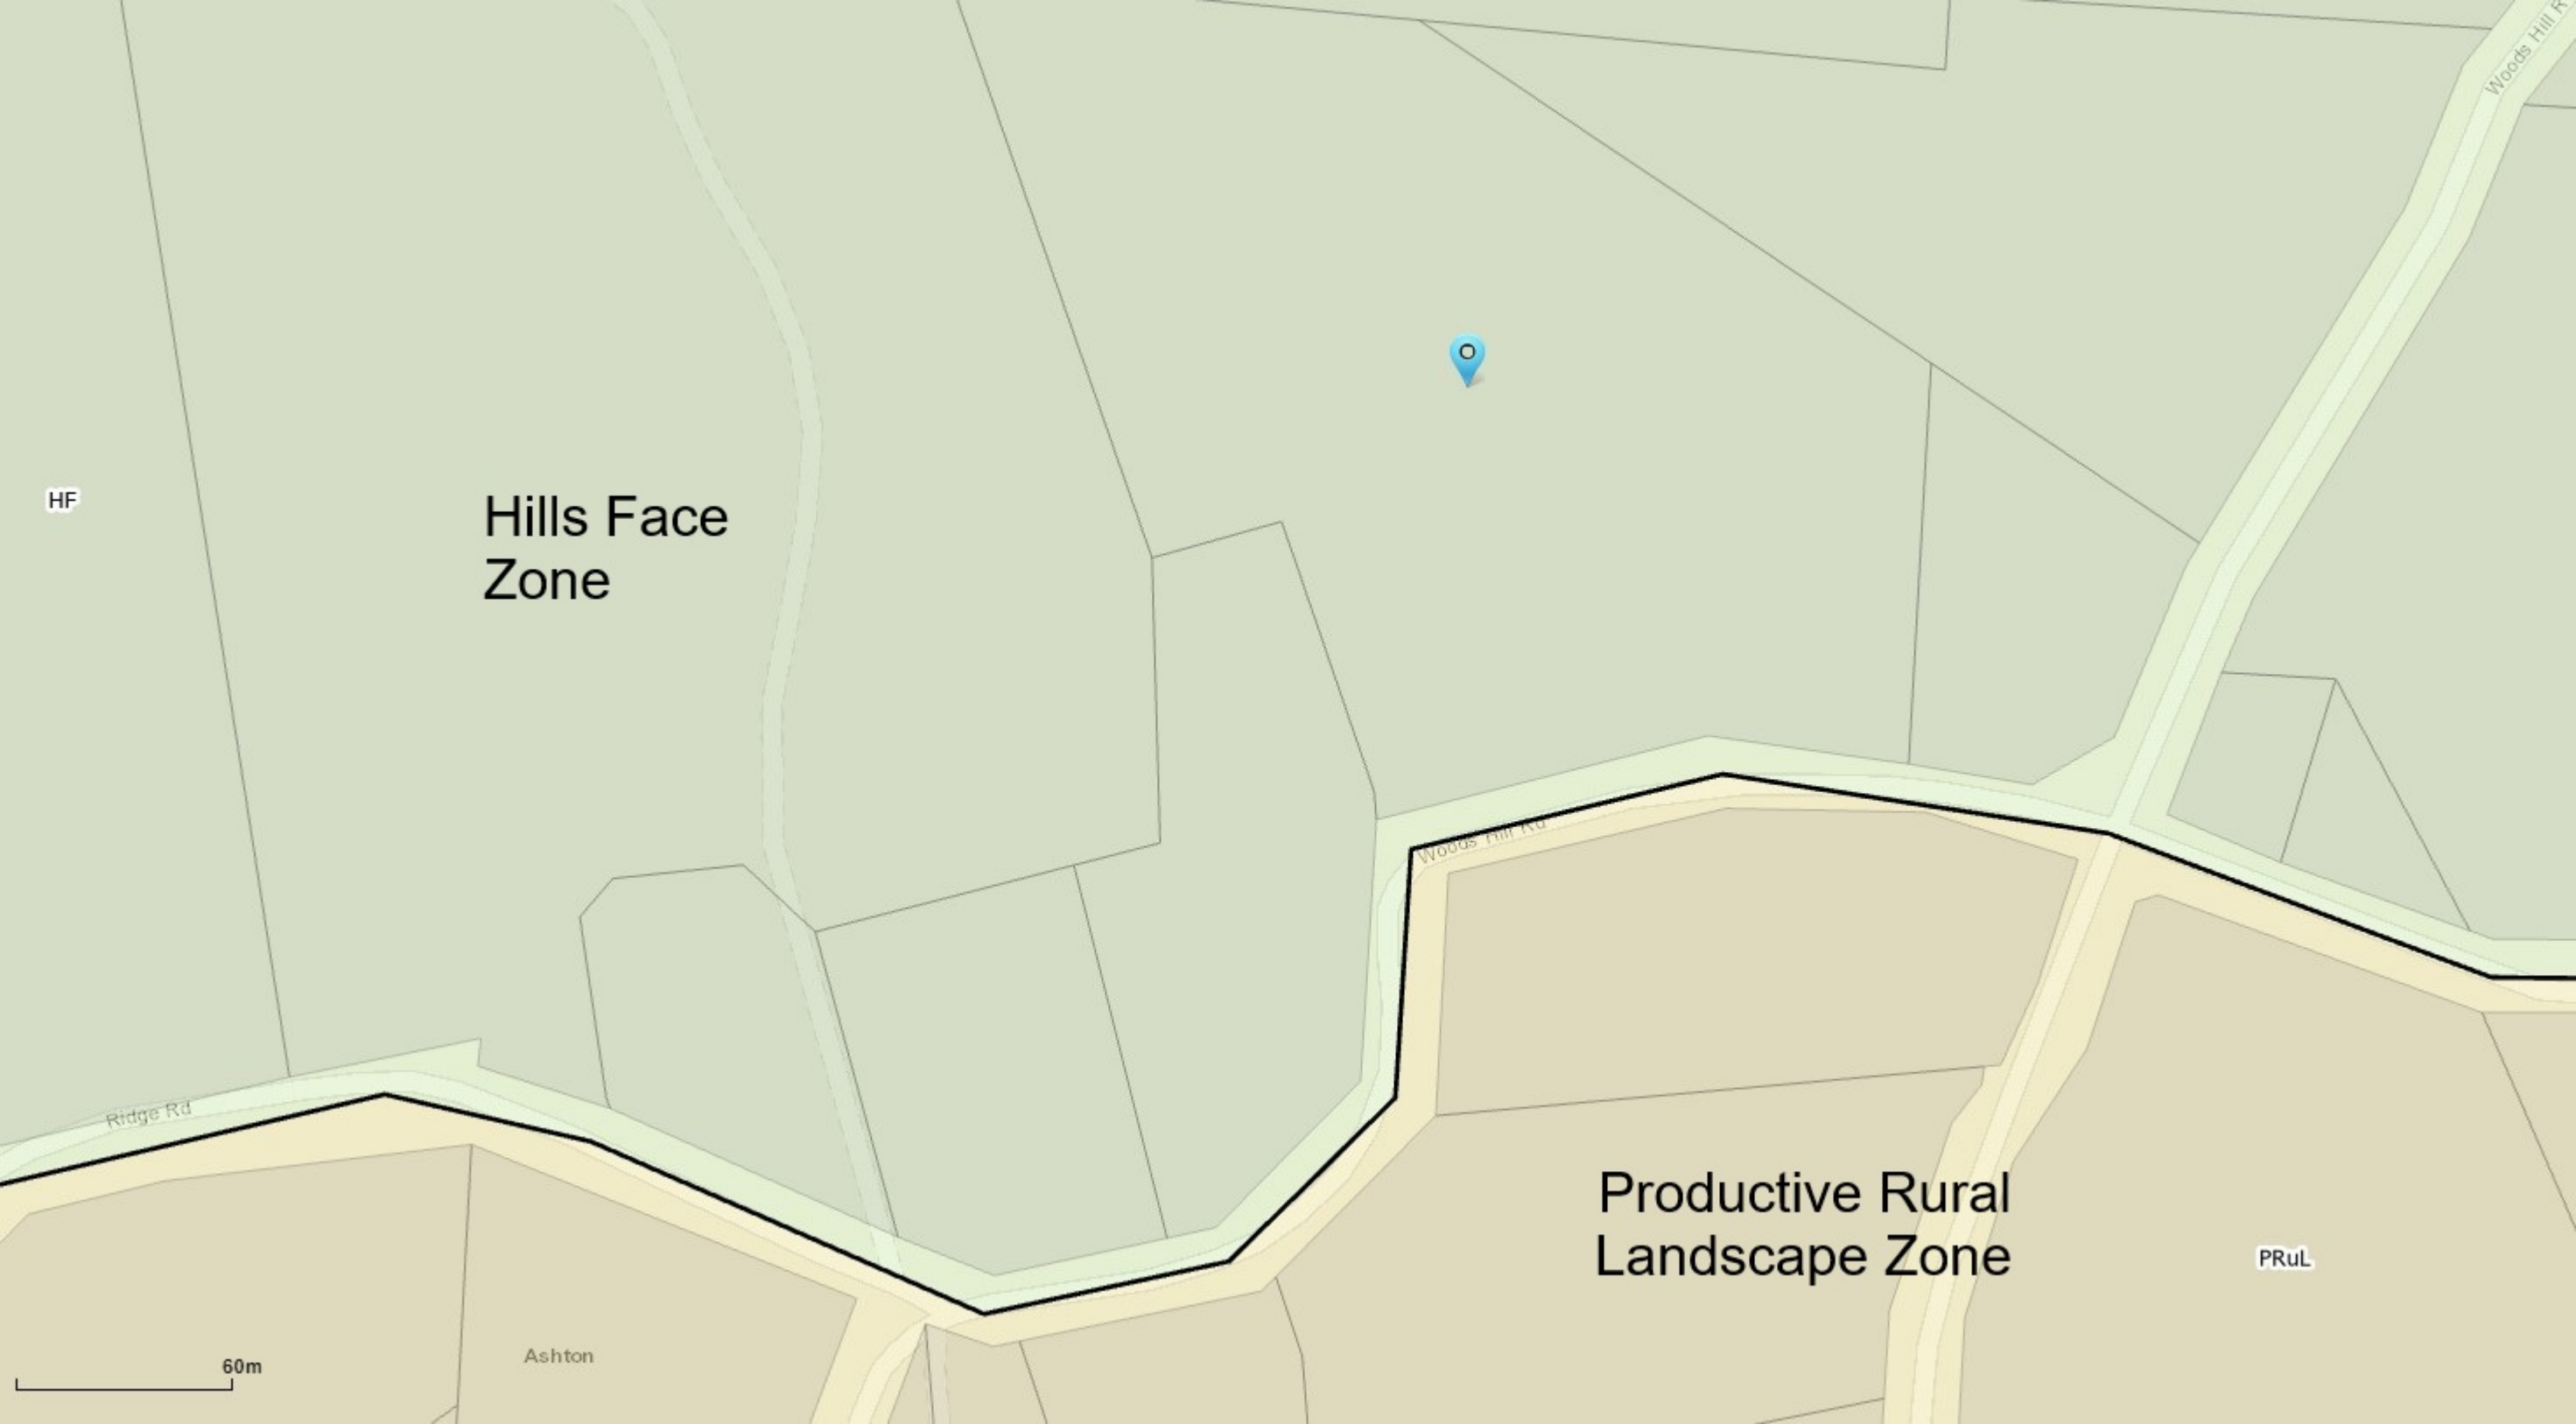 Woods Hill R
HF
Hills Face
Zone
Woods Hill Rd
Ridge Rd
Productive Rural
Landscape Zone
PRuL
Ashton
60m